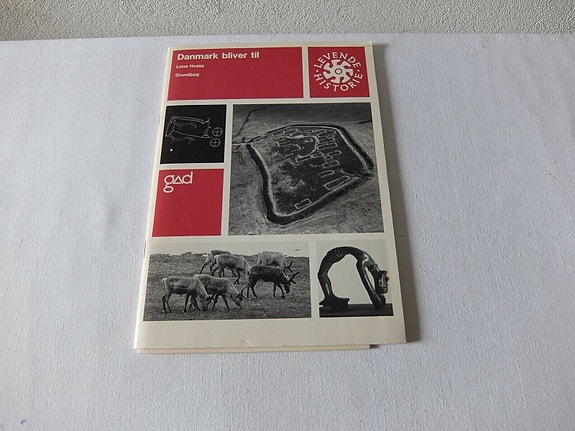 Danmark bliver til
Lone Hvass
Grundbog
LEVENDE
HISTORIE
gad